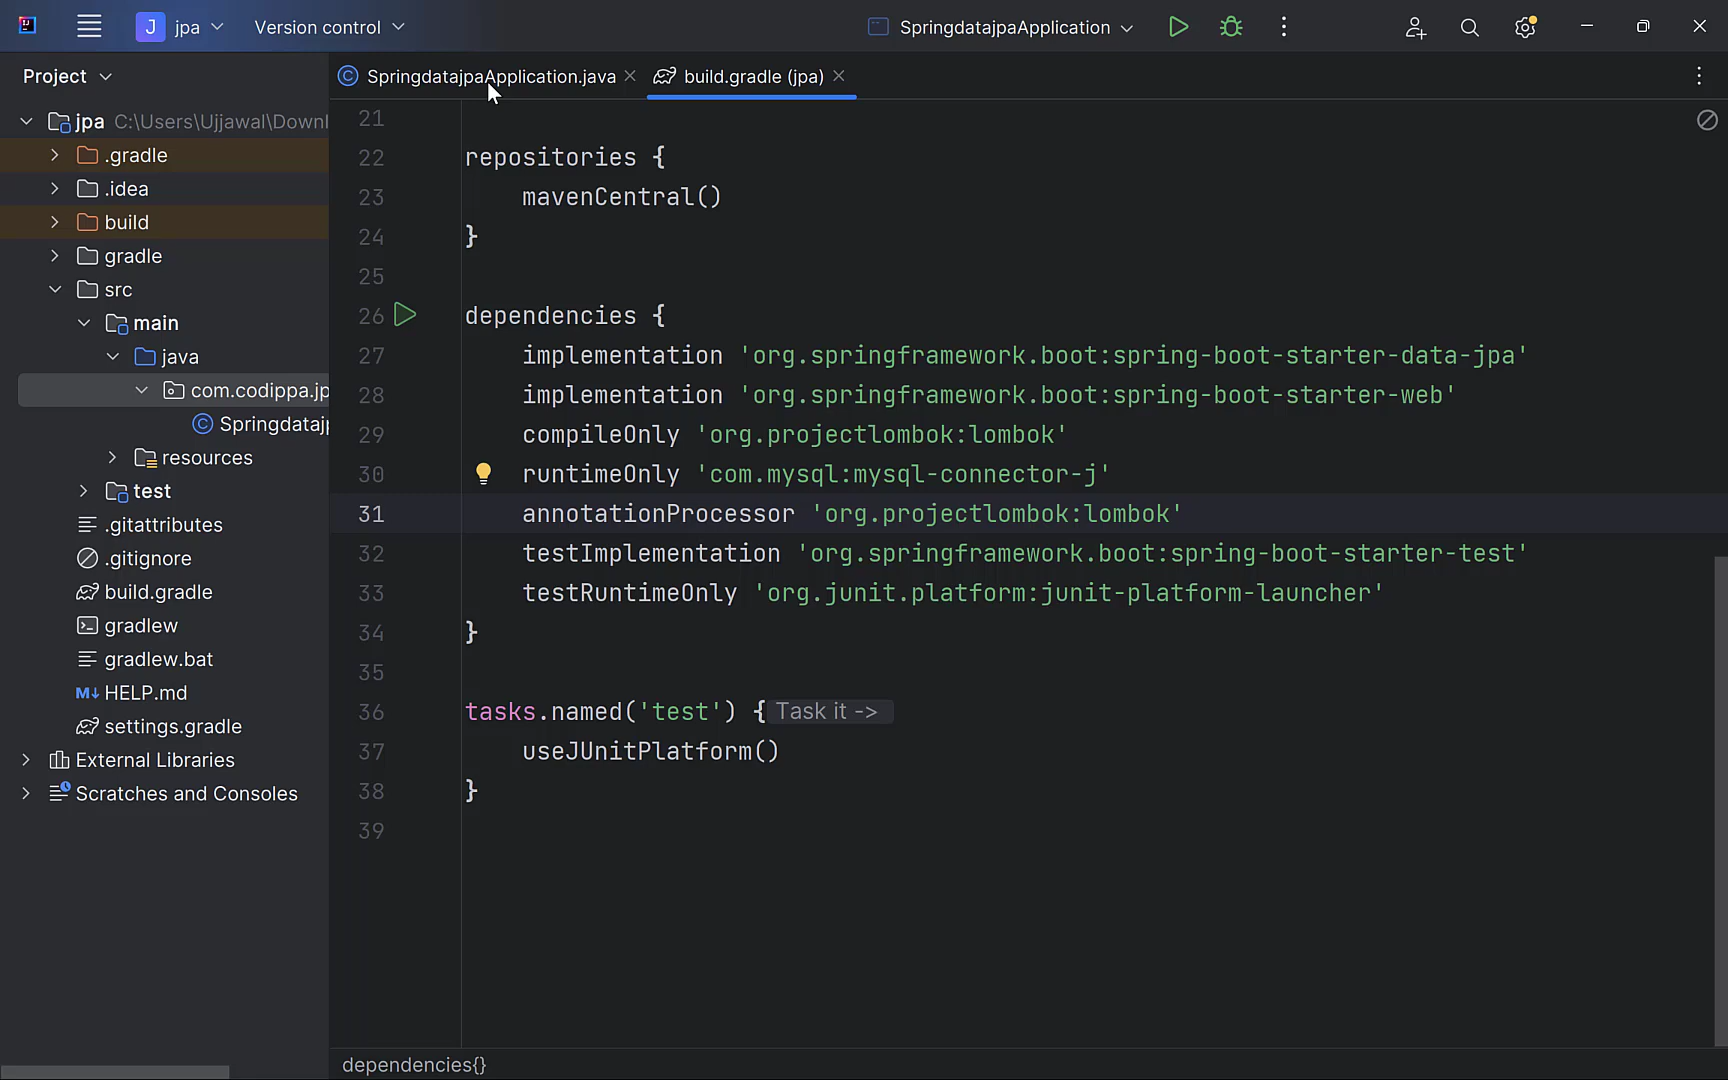 J jpa Version control SpringdatajpaApplication
Project
SpringdatajpaApplication.java build.gradle (jpa)
jpa C:\Users\Ujjawal\Downl
.gradle
.idea
build
gradle
src
main
java
com.codippa.jp
Springdatajp
resources
test
.gitattributes
.gitignore
build.gradle
gradlew
gradlew.bat
HELP.md
settings.gradle
External Libraries
Scratches and Consoles
21
22 repositories {
23 mavenCentral()
24 }
25
26 dependencies {
27 implementation 'org.springframework.boot:spring-boot-starter-data-jpa'
28 implementation 'org.springframework.boot:spring-boot-starter-web'
29 compileOnly 'org.projectlombok:lombok'
30 runtimeOnly 'com.mysql:mysql-connector-j'
31 annotationProcessor 'org.projectlombok:lombok'
32 testImplementation 'org.springframework.boot:spring-boot-starter-test'
33 testRuntimeOnly 'org.junit.platform:junit-platform-launcher'
34 }
35
36 tasks.named('test') { Task it ->
37 useJUnitPlatform()
38 }
39
dependencies{}